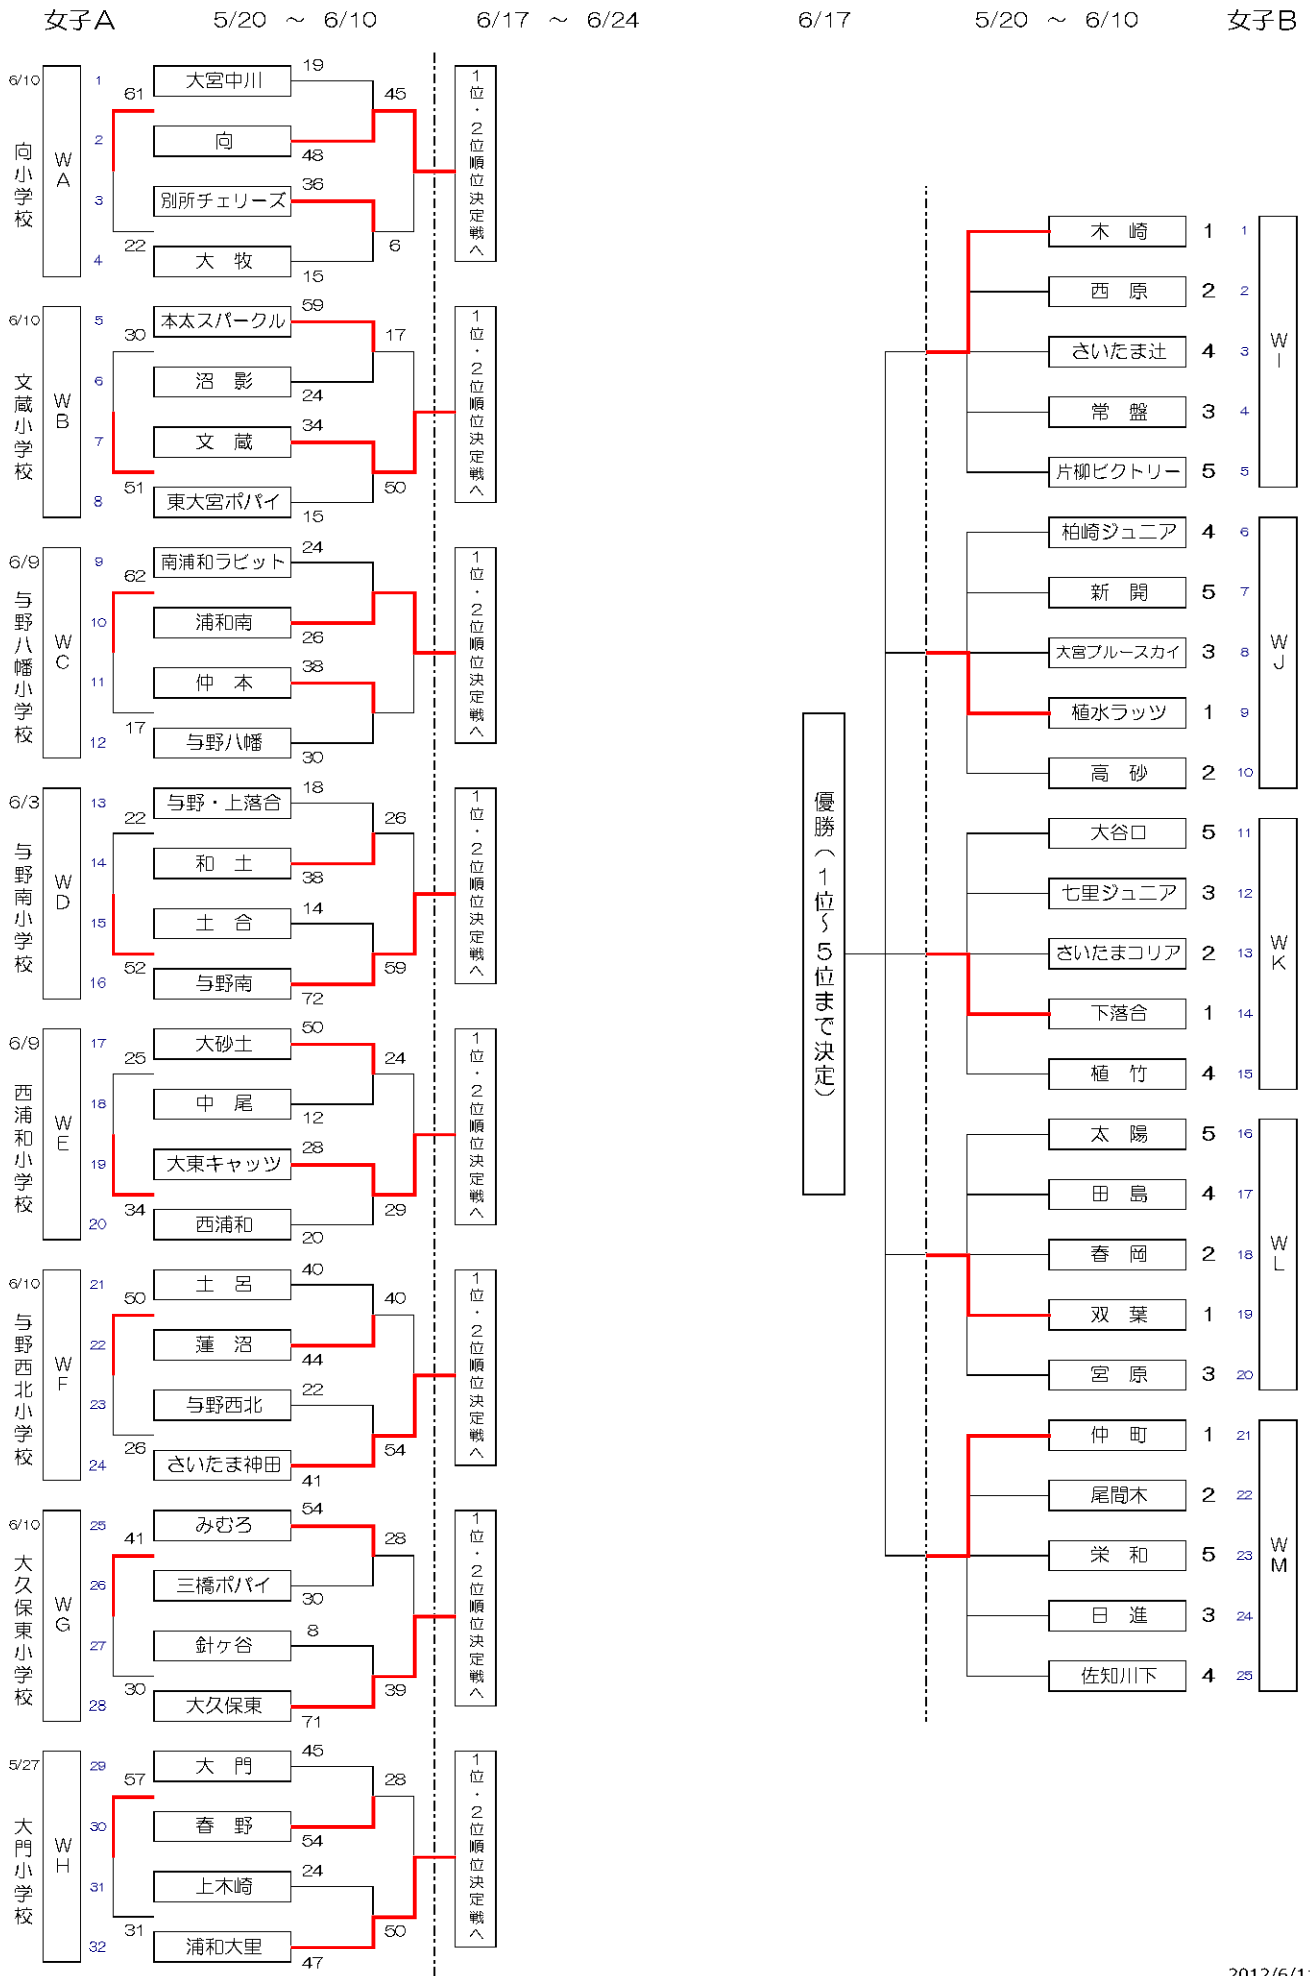 女子A 5/20 ～ 6/10 6/17 ～ 6/24 6/17 5/20 ～ 6/10 女子B
6/10 向小学校 WA
61 22
1 大宮中川 19
2 向 48
3 別所チェリーズ 36
4 大 牧 15
45 6
1位・2位順位決定戦へ
6/10 文蔵小学校 WB
30 51
5 本太スパークル 59
6 沼 影 24
7 文 蔵 34
8 東大宮ポパイ 15
17 50
1位・2位順位決定戦へ
6/9 与野八幡小学校 WC
62 17
9 南浦和ラビット 24
10 浦和南 26
11 仲 本 38
12 与野八幡 30
1位・2位順位決定戦へ
6/3 与野南小学校 WD
22 52
13 与野・上落合 18
14 和 土 38
15 土 合 14
16 与野南 72
26 59
1位・2位順位決定戦へ
6/9 西浦和小学校 WE
25 34
17 大砂土 50
18 中 尾 12
19 大東キャッツ 28
20 西浦和 20
24 29
1位・2位順位決定戦へ
6/10 与野西北小学校 WF
50 26
21 土 呂 40
22 蓮 沼 44
23 与野西北 22
24 さいたま神田 41
40 54
1位・2位順位決定戦へ
6/10 大久保東小学校 WG
41 30
25 みむろ 54
26 三橋ポパイ 30
27 針ヶ谷 8
28 大久保東 71
28 39
1位・2位順位決定戦へ
5/27 大門小学校 WH
57 31
29 大 門 45
30 春 野 54
31 上木崎 24
32 浦和大里 47
28 50
1位・2位順位決定戦へ
優勝（1位～5位まで決定）
木 崎 1 1
西 原 2 2
さいたま辻 4 3
常 盤 3 4
片柳ビクトリー 5 5
WI
柏崎ジュニア 4 6
新 開 5 7
大宮ブルースカイ 3 8
植水ラッツ 1 9
高 砂 2 10
WJ
大谷口 5 11
七里ジュニア 3 12
さいたまコリア 2 13
下落合 1 14
植 竹 4 15
WK
太 陽 5 16
田 島 4 17
春 岡 2 18
双 葉 1 19
宮 原 3 20
WL
仲 町 1 21
尾間木 2 22
栄 和 5 23
日 進 3 24
佐知川下 4 25
WM